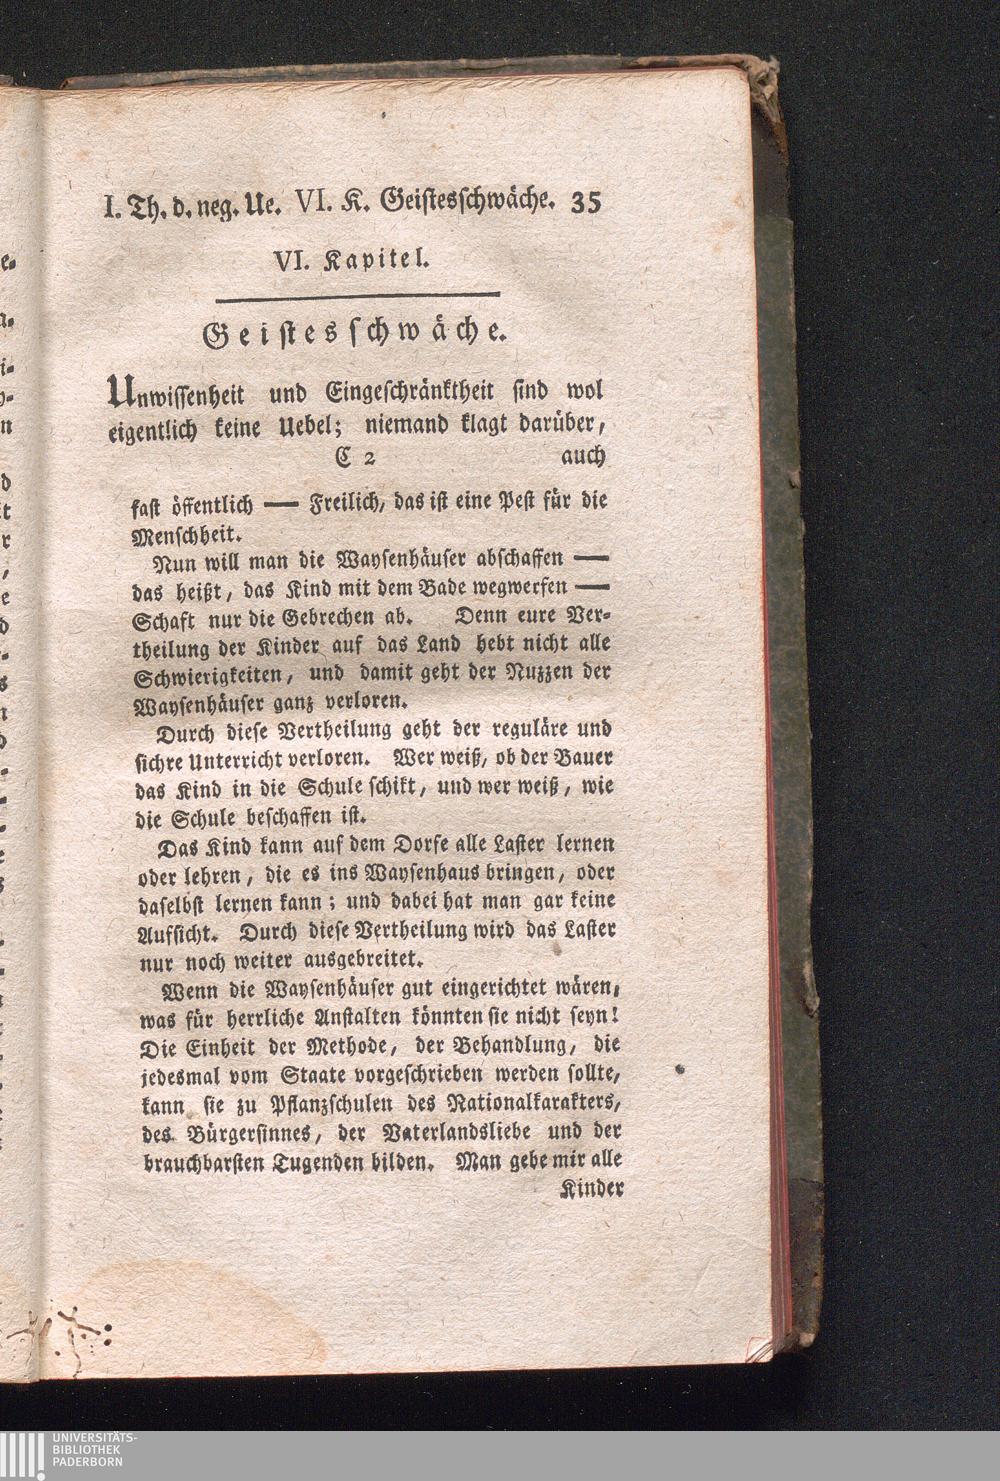 I. Th. d. neg. Ue. VI. K. Geistesschwäche. 35
VI. Kapitel.
Geistesschwäche.
Unwissenheit und Eingeschränktheit sind wol
eigentlich keine Uebel; niemand klagt darüber,
C 2 auch
fast öffentlich — Freilich, das ist eine Pest für die
Menschheit.
Nun will man die Waysenhäuser abschaffen —
das heißt, das Kind mit dem Bade wegwerfen —
Schaft nur die Gebrechen ab. Denn eure Ver-
theilung der Kinder auf das Land hebt nicht alle
Schwierigkeiten, und damit geht der Nuzzen der
Waysenhäuser ganz verloren.
Durch diese Vertheilung geht der reguläre und
sichre Unterricht verloren. Wer weiß, ob der Bauer
das Kind in die Schule schikt, und wer weiß, wie
die Schule beschaffen ist.
Das Kind kann auf dem Dorfe alle Laster lernen
oder lehren, die es ins Waysenhaus bringen, oder
daselbst lernen kann; und dabei hat man gar keine
Aufsicht. Durch diese Vertheilung wird das Laster
nur noch weiter ausgebreitet.
Wenn die Waysenhäuser gut eingerichtet wären,
was für herrliche Anstalten könnten sie nicht seyn!
Die Einheit der Methode, der Behandlung, die
jedesmal vom Staate vorgeschrieben werden sollte,
kann sie zu Pflanzschulen des Nationalkarakters,
des Bürgersinnes, der Vaterlandsliebe und der
brauchbarsten Tugenden bilden. Man gebe mir alle
Kinder
UNIVERSITÄTS-
BIBLIOTHEK
PADERBORN